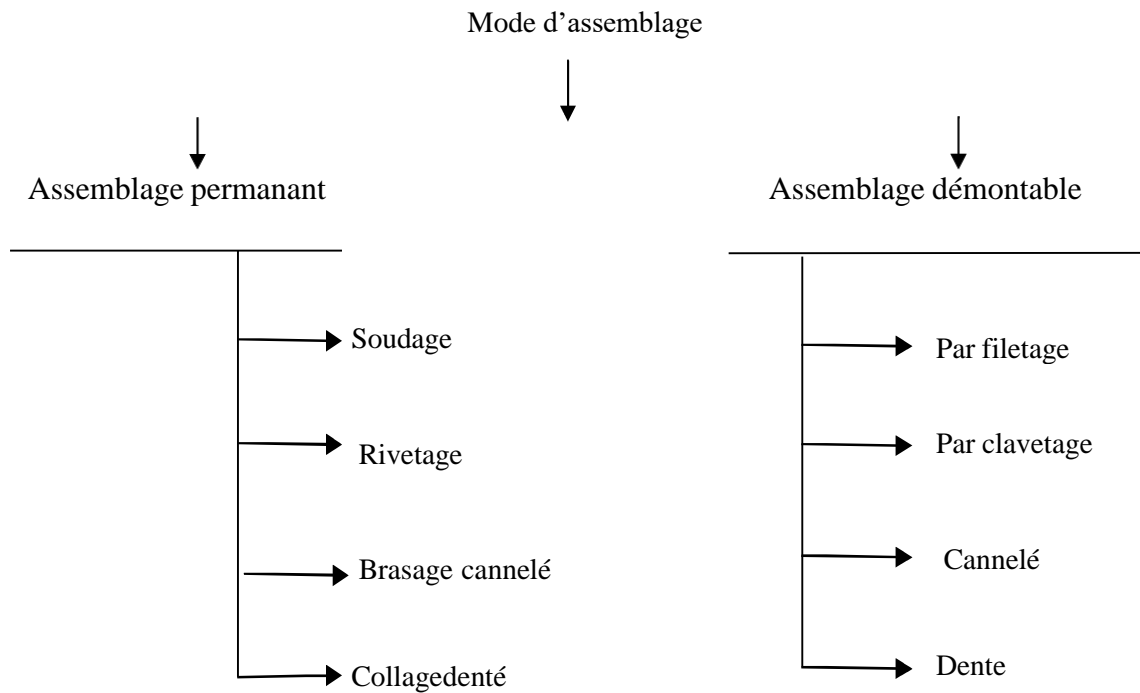 Mode d’assemblage
Assemblage permanant
Assemblage démontable
Soudage
Rivetage
Brasage cannelé
Collagedenté
Par filetage
Par clavetage
Cannelé
Dente